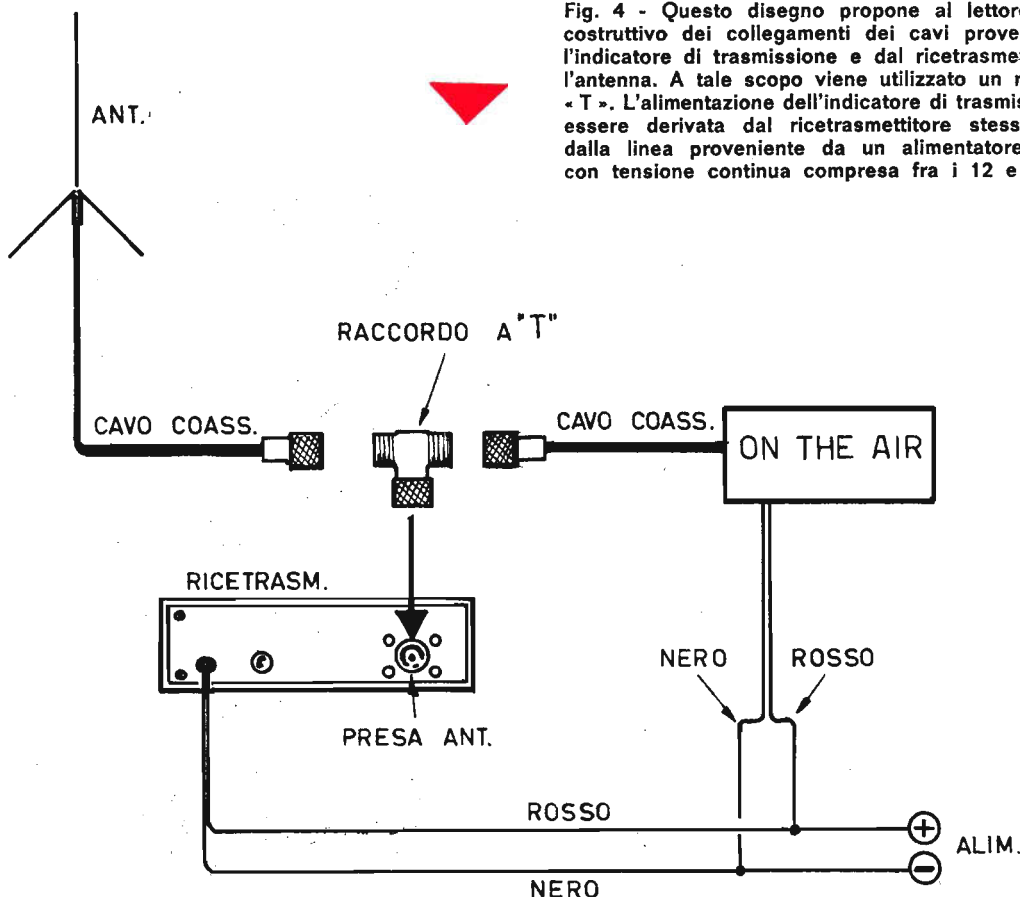 Fig. 4 - Questo disegno propone al lettore
costruttivo dei collegamenti dei cavi prove
l'indicatore di trasmissione e dal ricetrasme
l'antenna. A tale scopo viene utilizzato un
« T ». L'alimentazione dell'indicatore di trasmis
essere derivata dal ricetrasmettitore stess
dalla linea proveniente da un alimentatore
con tensione continua compresa fra i 12 e
ANT.
RACCORDO A "T"
CAVO COASS.
CAVO COASS.
ON THE AIR
RICETRASM.
NERO
ROSSO
PRESA ANT.
ROSSO
+
ALIM.
-
NERO